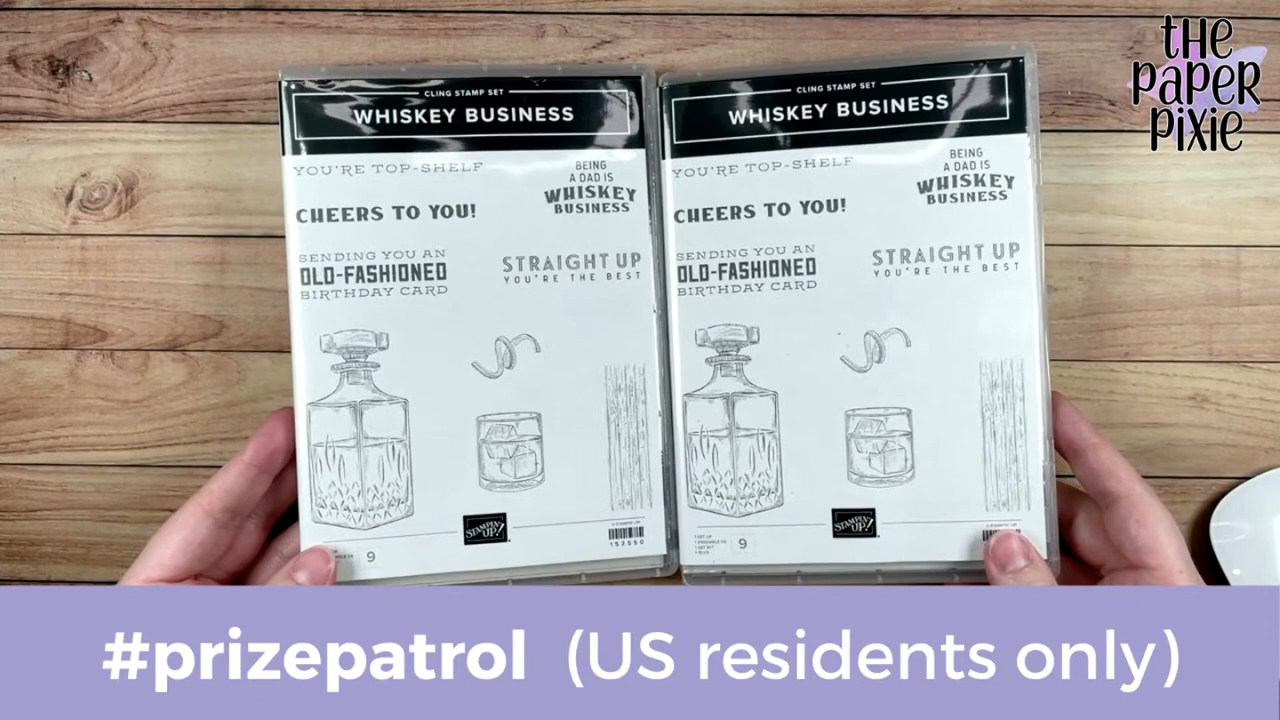 THE
PAPER
PIXIE
CLING STAMP SET
WHISKEY BUSINESS
YOU'RE TOP-SHELF
BEING
A DAD IS
WHISKEY
BUSINESS
CHEERS TO YOU!
SENDING YOU AN
OLD-FASHIONED
BIRTHDAY CARD
STRAIGHT UP
YOU'RE THE BEST
STAMPIN' UP!
© STAMPIN' UP!
152550
9
CLING STAMP SET
WHISKEY BUSINESS
YOU'RE TOP-SHELF
BEING
A DAD IS
WHISKEY
BUSINESS
CHEERS TO YOU!
SENDING YOU AN
OLD-FASHIONED
BIRTHDAY CARD
STRAIGHT UP
YOU'RE THE BEST
STAMPIN' UP!
9
#prizepatrol (US residents only)